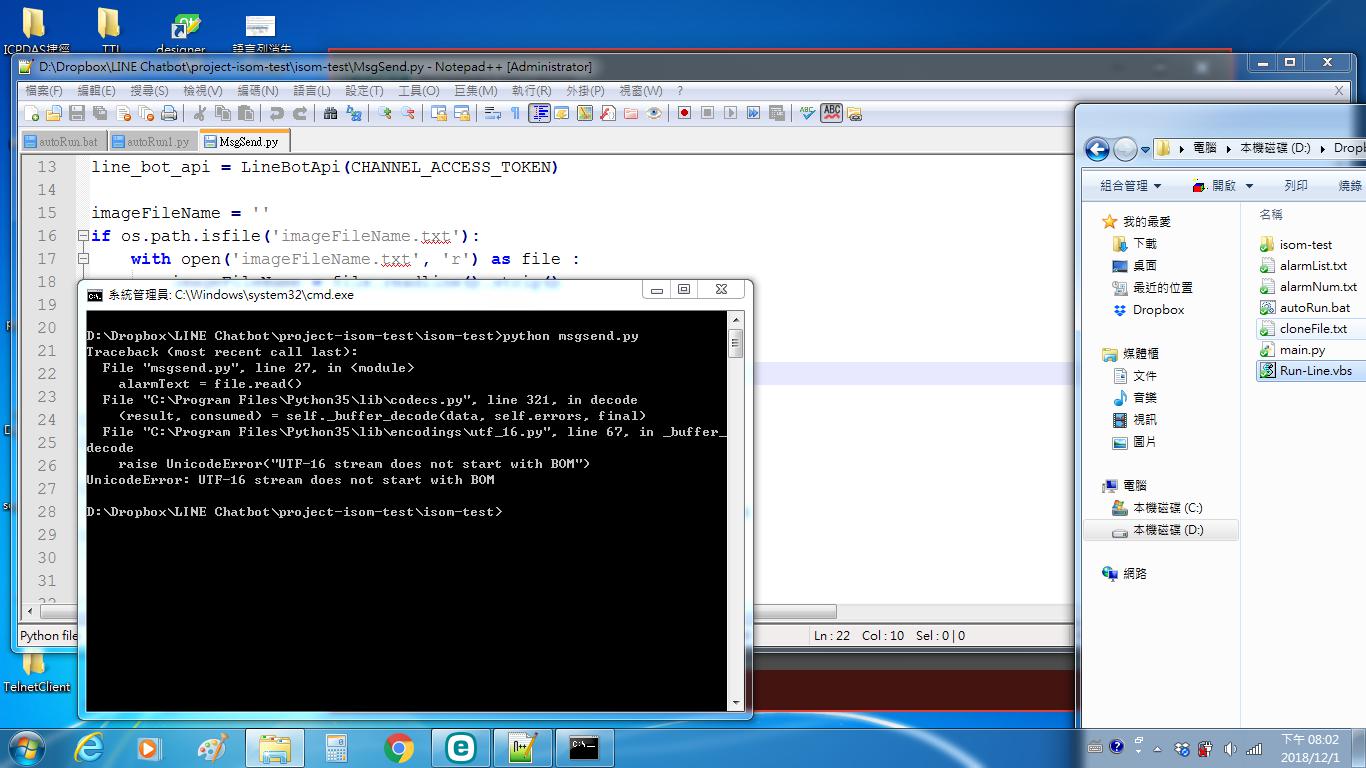 ICPDAS捷徑
TTL
designer
語言列消失
D:\Dropbox\LINE Chatbot\project-isom-test\isom-test\MsgSend.py - Notepad++ [Administrator]
檔案(F) 編輯(E) 搜尋(S) 檢視(V) 編碼(N) 語言(L) 設定(T) 工具(O) 巨集(M) 執行(R) 外掛(P) 視窗(W) ? X
autoRun.bat autoRun1.py MsgSend.py
13 line_bot_api = LineBotApi(CHANNEL_ACCESS_TOKEN)
14
15 imageFileName = ''
16 if os.path.isfile('imageFileName.txt'):
17 with open('imageFileName.txt', 'r') as file :
18 imageFileName = file.readline().strip()
20
21
22
23
24
25
26
27
28
29
30
31
系統管理員: C:\Windows\system32\cmd.exe
D:\Dropbox\LINE Chatbot\project-isom-test\isom-test>python msgsend.py
Traceback (most recent call last):
File "msgsend.py", line 27, in <module>
alarmText = file.read()
File "C:\Program Files\Python35\lib\codecs.py", line 321, in decode
(result, consumed) = self._buffer_decode(data, self.errors, final)
File "C:\Program Files\Python35\lib\encodings\utf_16.py", line 67, in _buffer_
decode
raise UnicodeError("UTF-16 stream does not start with BOM")
UnicodeError: UTF-16 stream does not start with BOM
D:\Dropbox\LINE Chatbot\project-isom-test\isom-test>
Python file
Ln : 22 Col : 10 Sel : 0 | 0
電腦 本機磁碟 (D:) Dropb
組合管理 開啟 列印 燒錄
我的最愛
下載
桌面
最近的位置
Dropbox
媒體櫃
文件
音樂
視訊
圖片
電腦
本機磁碟 (C:)
本機磁碟 (D:)
網路
名稱
isom-test
alarmList.txt
alarmNum.txt
autoRun.bat
cloneFile.txt
main.py
Run-Line.vbs
TelnetClient
下午 08:02
2018/12/1